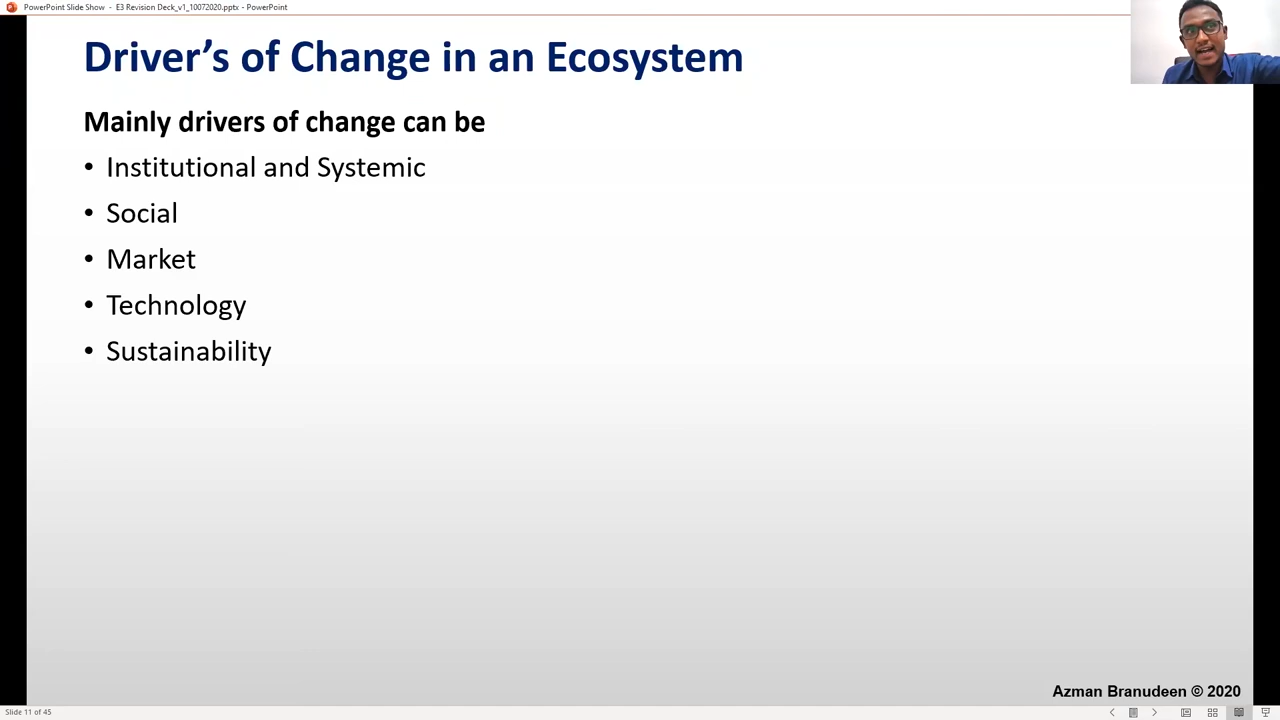 PowerPoint Slide Show - E3 Revision Deck_v1_10072020.pptx - PowerPoint
Driver's of Change in an Ecosystem
Mainly drivers of change can be
• Institutional and Systemic
• Social
• Market
• Technology
• Sustainability
Azman Branudeen © 2020
Slide 11 of 45